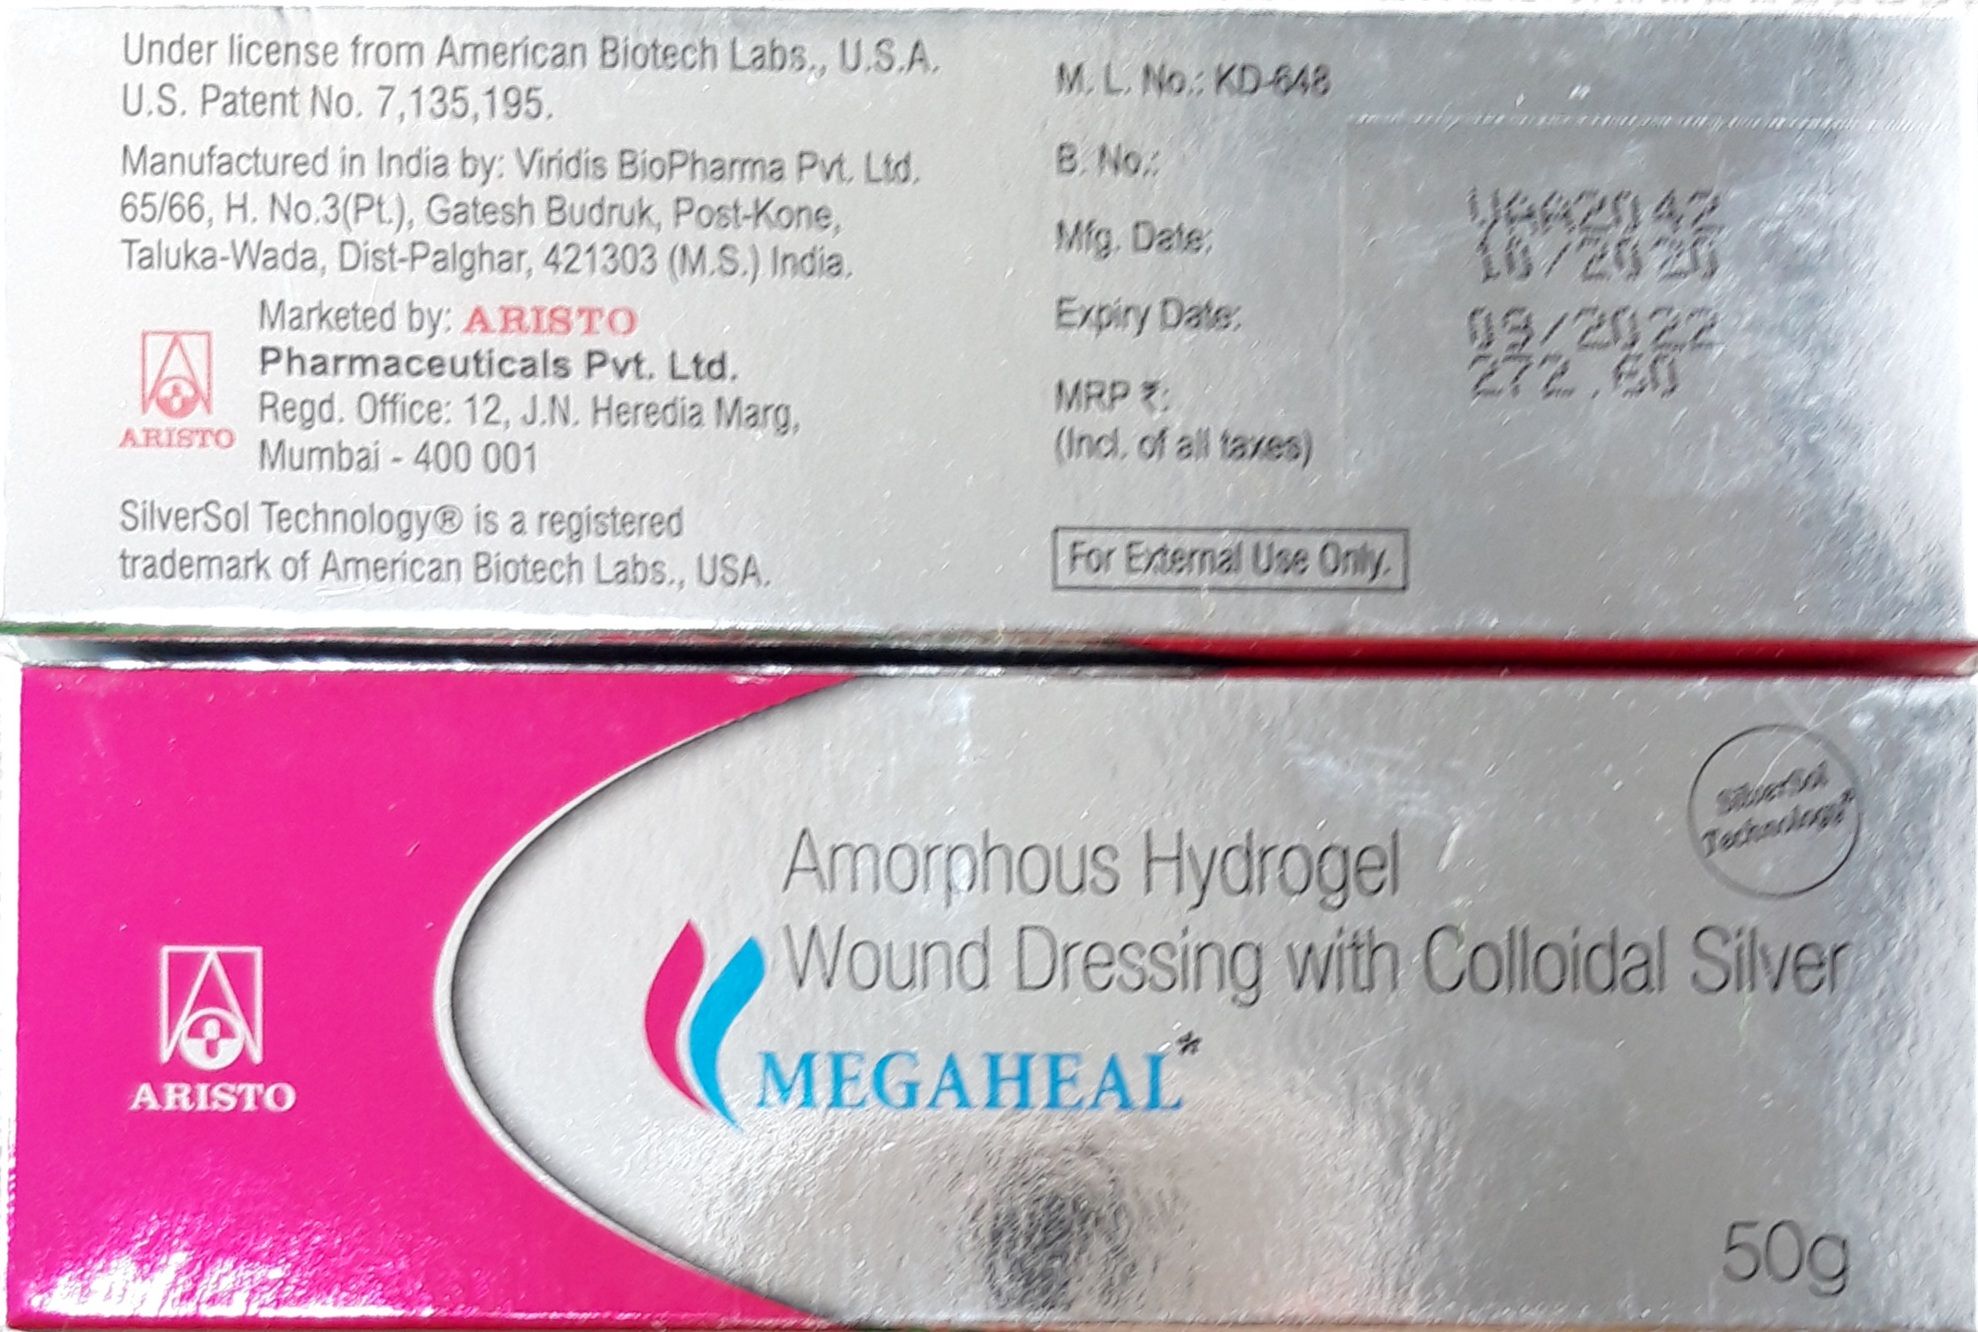 Under license from American Biotech Labs., U.S.A.
U.S. Patent No. 7,135,195.
Manufactured in India by: Viridis BioPharma Pvt. Ltd.
65/66, H. No.3(Pt.), Gatesh Budruk, Post-Kone,
Taluka-Wada, Dist-Palghar, 421303 (M.S.) India.
Marketed by: ARISTO
Pharmaceuticals Pvt. Ltd.
Regd. Office: 12, J.N. Heredia Marg,
Mumbai - 400 001
ARISTO
SilverSol Technology® is a registered
trademark of American Biotech Labs., USA.
M. L. No.: KD-648
B. No.:
Mfg. Date: 10/2020
Expiry Date: 09/2022
MRP ₹: 272.60
(Incl. of all taxes)
For External Use Only.
SilverSol
Technology®
Amorphous Hydrogel
Wound Dressing with Colloidal Silver
MEGAHEAL*
ARISTO
50g